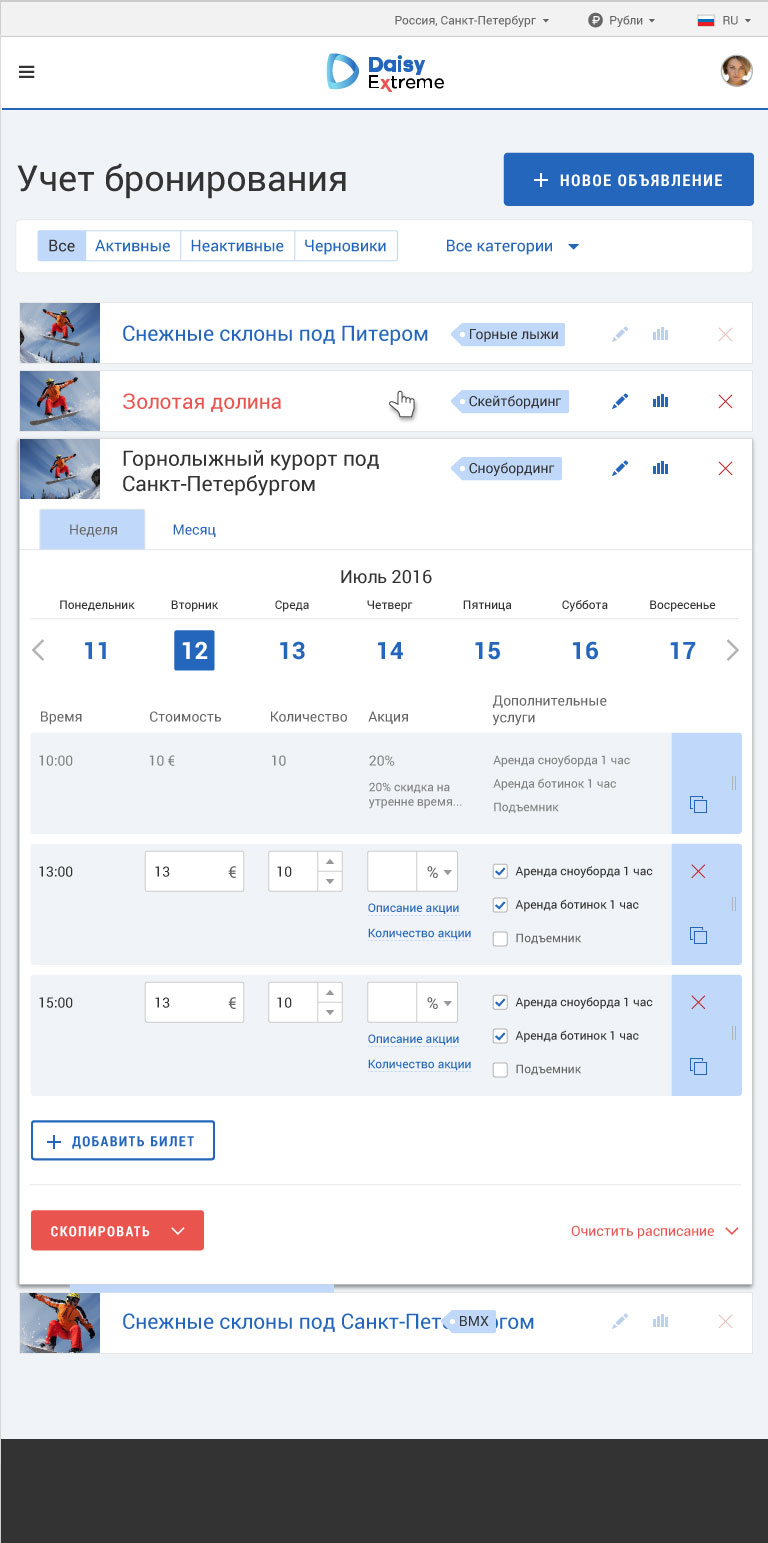 Россия, Санкт-Петербург
₽ Рубли
RU
Daisy
Extreme
Учет бронирования
НОВОЕ ОБЪЯВЛЕНИЕ
Все Активные Неактивные Черновики Все категории
Снежные склоны под Питером Горные лыжи
Золотая долина Скейтбординг
Горнолыжный курорт под
Санкт-Петербургом
Сноубординг
Неделя Месяц
Июль 2016
Понедельник Вторник Среда Четверг Пятница Суббота Восресенье
11 12 13 14 15 16 17
Время Стоимость Количество Акция Дополнительные
услуги
10:00 10 € 10 20% Аренда сноуборда 1 час
20% скидка на
утренне время...
Аренда ботинок 1 час
Подъемник
13:00 13 € 10 % Аренда сноуборда 1 час
Описание акции Аренда ботинок 1 час
Количество акции Подъемник
15:00 13 € 10 % Аренда сноуборда 1 час
Описание акции Аренда ботинок 1 час
Количество акции Подъемник
ДОБАВИТЬ БИЛЕТ
СКОПИРОВАТЬ Очистить расписание
Снежные склоны под Санкт-Пет гом BMX